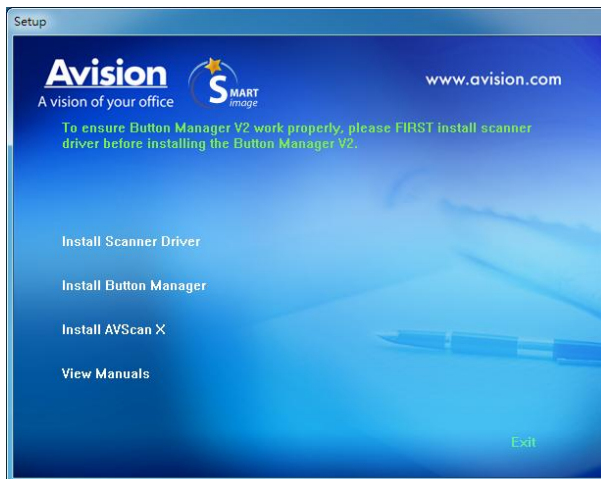 Setup
Avision
A vision of your office
SMART
image
www.avision.com
To ensure Button Manager V2 work properly, please FIRST install scanner
driver before installing the Button Manager V2.
Install Scanner Driver
Install Button Manager
Install AVScan X
View Manuals
Exit